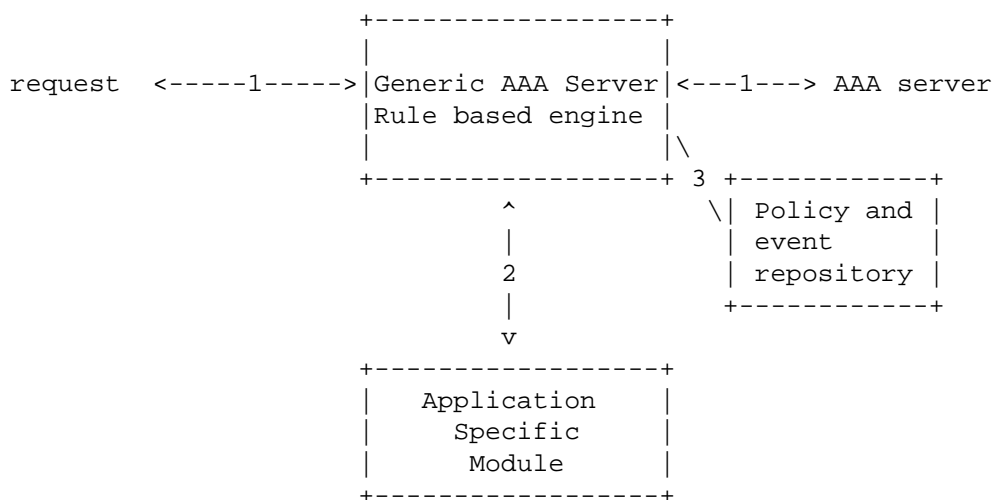 request <-----1----->|Generic AAA Server|<---1---> AAA server
Rule based engine
3
Policy and
event
2
repository
Application
Specific
Module